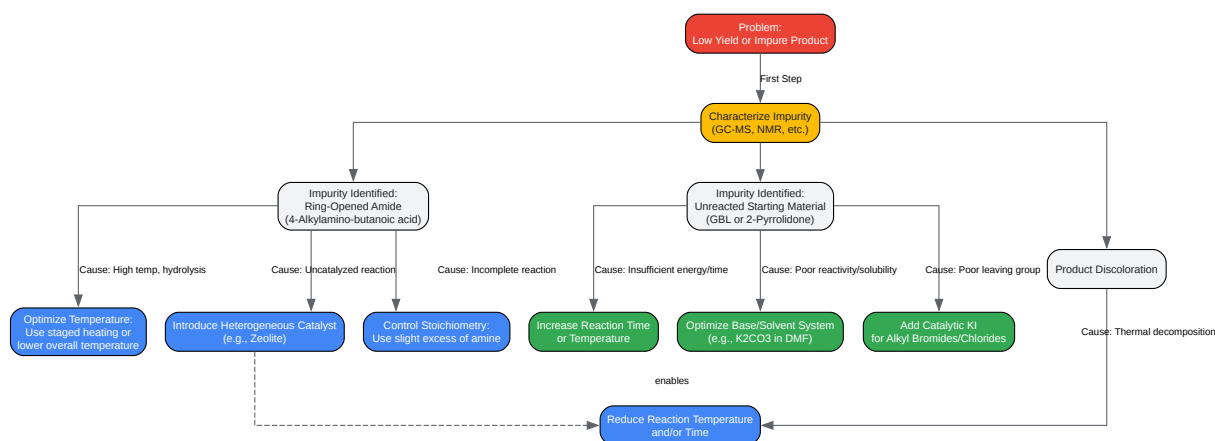 Problem:
Low Yield or Impure Product
First Step
Characterize Impurity
(GC-MS, NMR, etc.)
Impurity Identified:
Ring-Opened Amide
(4-Alkylamino-butanoic acid)
Impurity Identified:
Unreacted Starting Material
(GBL or 2-Pyrrolidone)
Product Discoloration
Cause: High temp, hydrolysis
Cause: Uncatalyzed reaction
Cause: Incomplete reaction
Cause: Insufficient energy/time
Cause: Poor reactivity/solubility
Cause: Poor leaving group
Optimize Temperature:
Use staged heating or
lower overall temperature
Introduce Heterogeneous Catalyst
(e.g., Zeolite)
Control Stoichiometry:
Use slight excess of amine
Increase Reaction Time
or Temperature
Optimize Base/Solvent System
(e.g., K2CO3 in DMF)
Add Catalytic KI
for Alkyl Bromides/Chlorides
Cause: Thermal decomposition
enables
Reduce Reaction Temperature
and/or Time